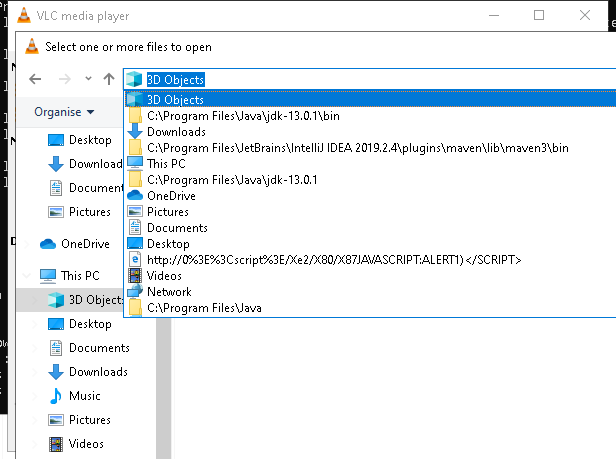 VLC media player
Select one or more files to open
3D Objects
Organise
3D Objects
C:\Program Files\Java\jdk-13.0.1\bin
Downloads
C:\Program Files\JetBrains\IntelliJ IDEA 2019.2.4\plugins\maven\lib\maven3\bin
This PC
C:\Program Files\Java\jdk-13.0.1
OneDrive
Pictures
Documents
Desktop
http://0%3E%3Cscript%3E/Xe2/X80/X87JAVASCRIPT:ALERT1)</SCRIPT>
Videos
Network
C:\Program Files\Java
Desktop
Download
Document
Pictures
OneDrive
This PC
3D Objects
Desktop
Documents
Downloads
Music
Pictures
Videos